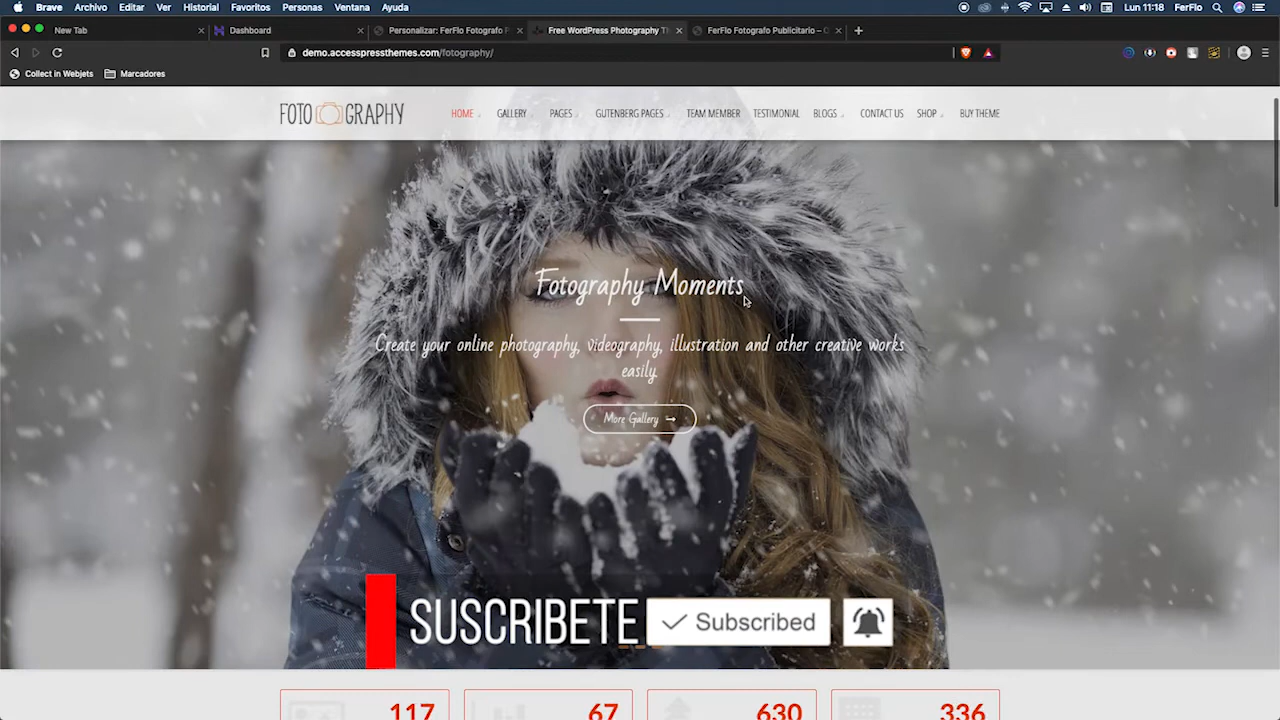 Brave Archivo Editar Ver Historial Favoritos Personas Ventana Ayuda Lun 11:18 FerFlo
New Tab Dashboard Personalizar: FerFlo Fotografo P Free WordPress Photography Th FerFlo Fotografo Publicitario –
demo.accesspressthemes.com/fotography/
Collect in Webjets Marcadores
FOTOGRAPHY HOME GALLERY PAGES GUTENBERG PAGES TEAM MEMBER TESTIMONIAL BLOGS CONTACT US SHOP BUY THEME
Fotography Moments
Create your online photography, videography, illustration and other creative works
easily.
More Gallery →
SUSCRIBETE Subscribed
117 67 630 336